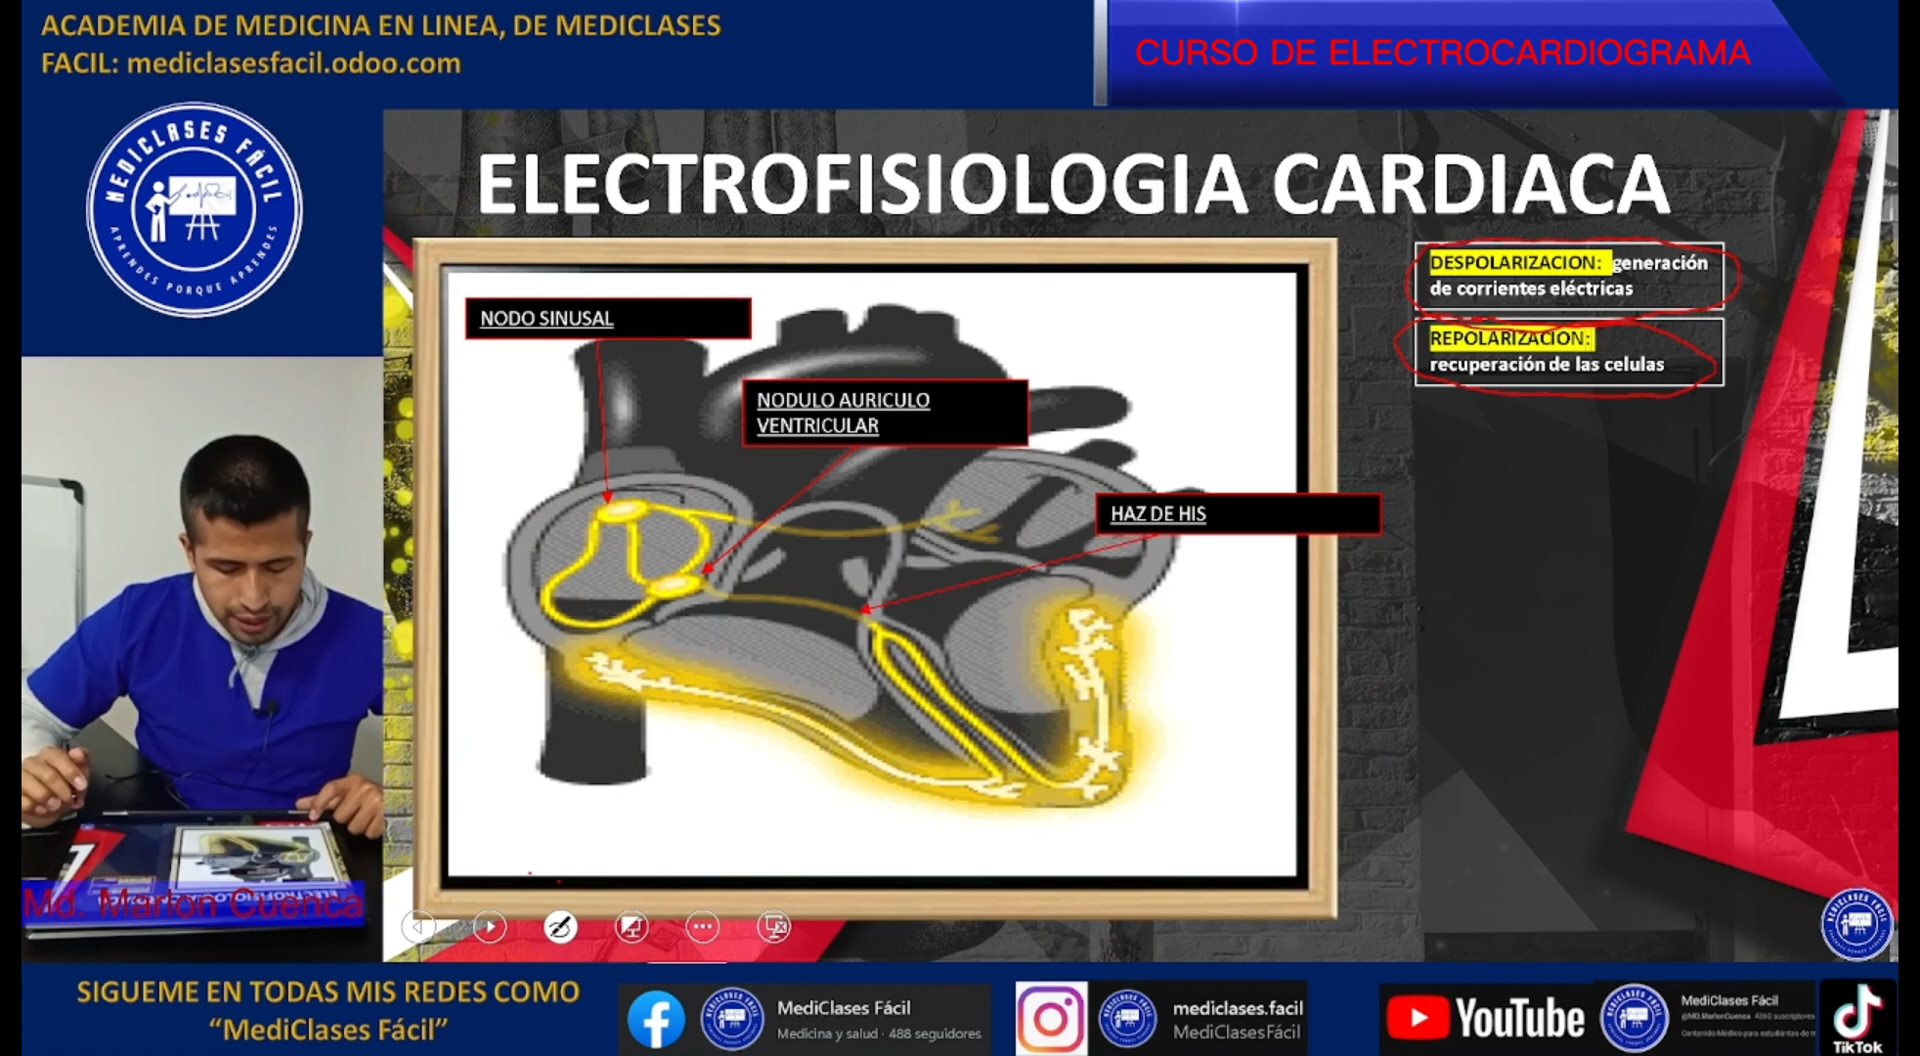 ACADEMIA DE MEDICINA EN LINEA, DE MEDICLASES
FACIL: mediclasesfacil.odoo.com
CURSO DE ELECTROCARDIOGRAMA
MEDICLASES FÁCIL
APRENDES PORQUE APRENDES
ELECTROFISIOLOGIA CARDIACA
DESPOLARIZACION: generación
de corrientes eléctricas
REPOLARIZACION:
recuperación de las celulas
NODO SINUSAL
NODULO AURICULO
VENTRICULAR
HAZ DE HIS
Md. Marlon Cuenca
SIGUEME EN TODAS MIS REDES COMO
“MediClases Fácil”
MediClases Fácil
Medicina y salud · 488 seguidores
mediclases.facil
MediClasesFácil
YouTube
MediClases Fácil
@MD.MarlonCuenca
TikTok